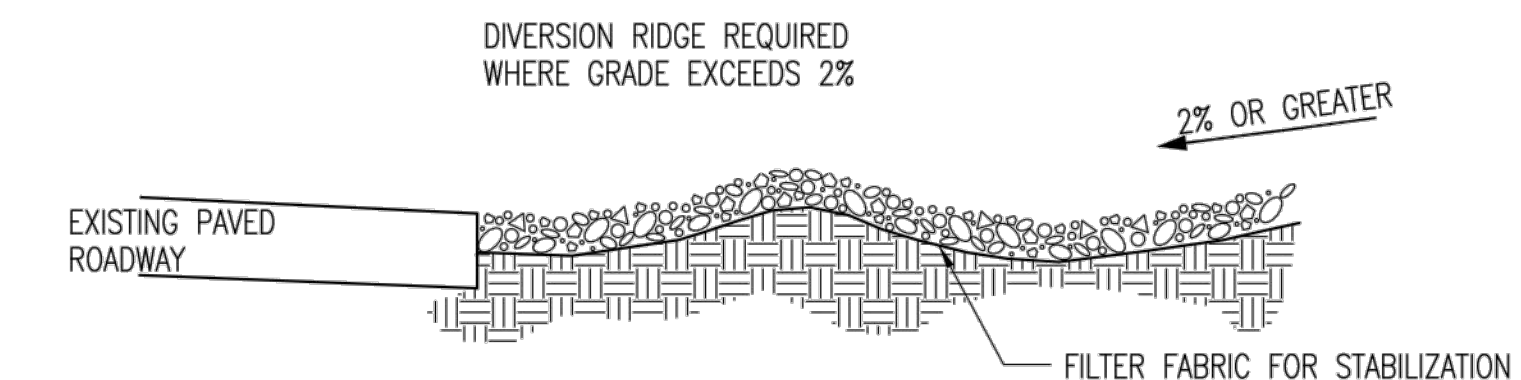 DIVERSION RIDGE REQUIRED
WHERE GRADE EXCEEDS 2%
2% OR GREATER
EXISTING PAVED
ROADWAY
FILTER FABRIC FOR STABILIZATION